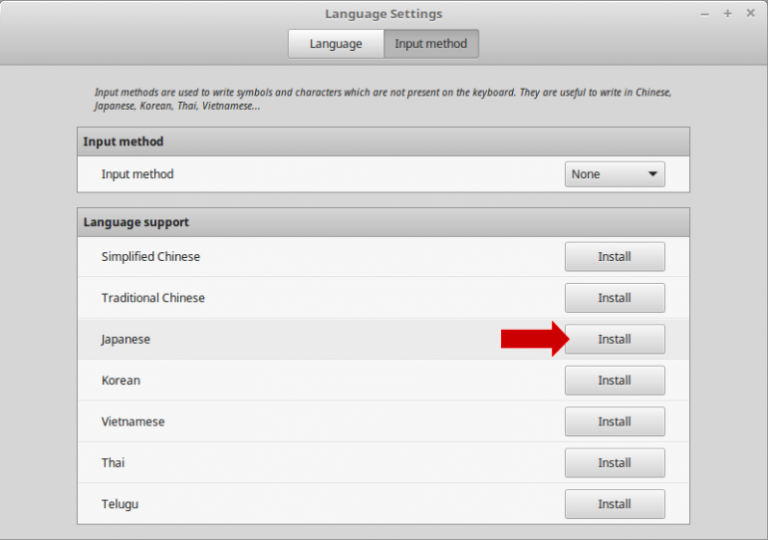 Language Settings
Language Input method
Input methods are used to write symbols and characters which are not present on the keyboard. They are useful to write in Chinese,
Japanese, Korean, Thai, Vietnamese...
Input method
Input method None
Language support
Simplified Chinese Install
Traditional Chinese Install
Japanese Install
Korean Install
Vietnamese Install
Thai Install
Telugu Install